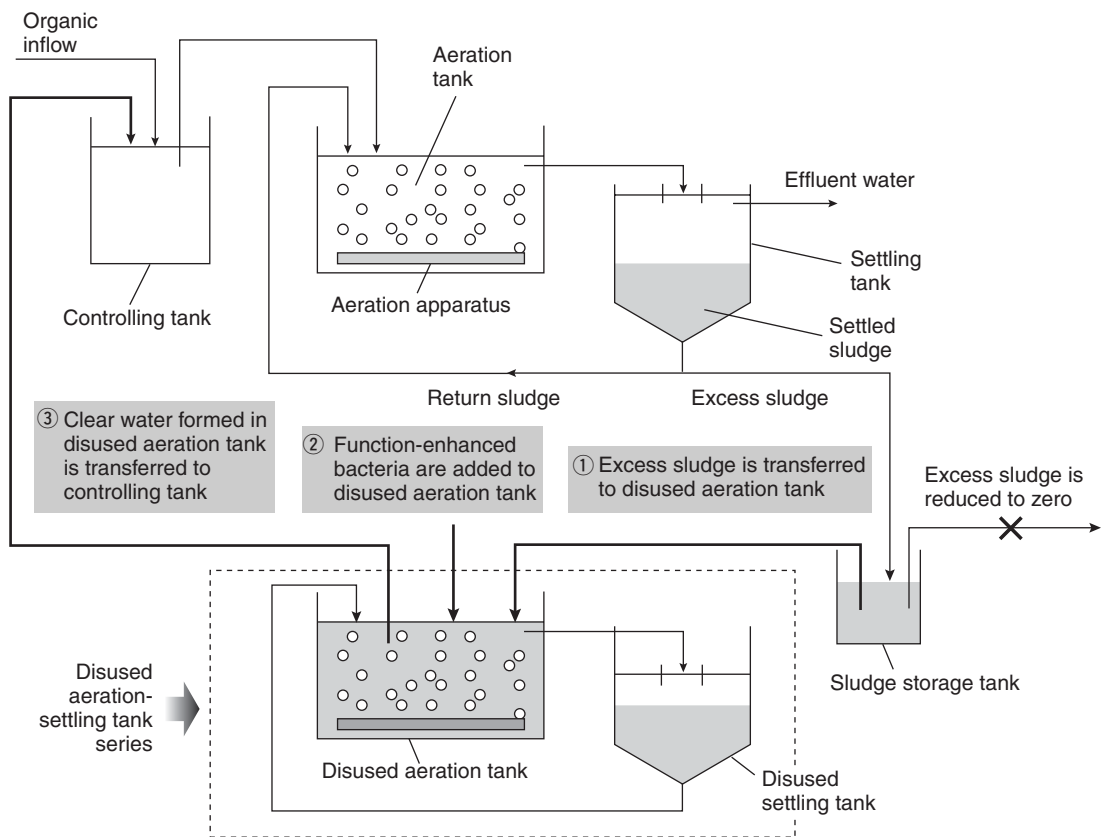 Organic
inflow
Aeration
tank
Effluent water
Settling
tank
Controlling tank
Aeration apparatus
Settled
sludge
Return sludge
Excess sludge
③ Clear water formed in
disused aeration tank
is transferred to
controlling tank
② Function-enhanced
bacteria are added to
disused aeration tank
① Excess sludge is transferred
to disused aeration tank
Excess sludge is
reduced to zero
Sludge storage tank
Disused
aeration-
settling tank
series
Disused aeration tank
Disused
settling tank